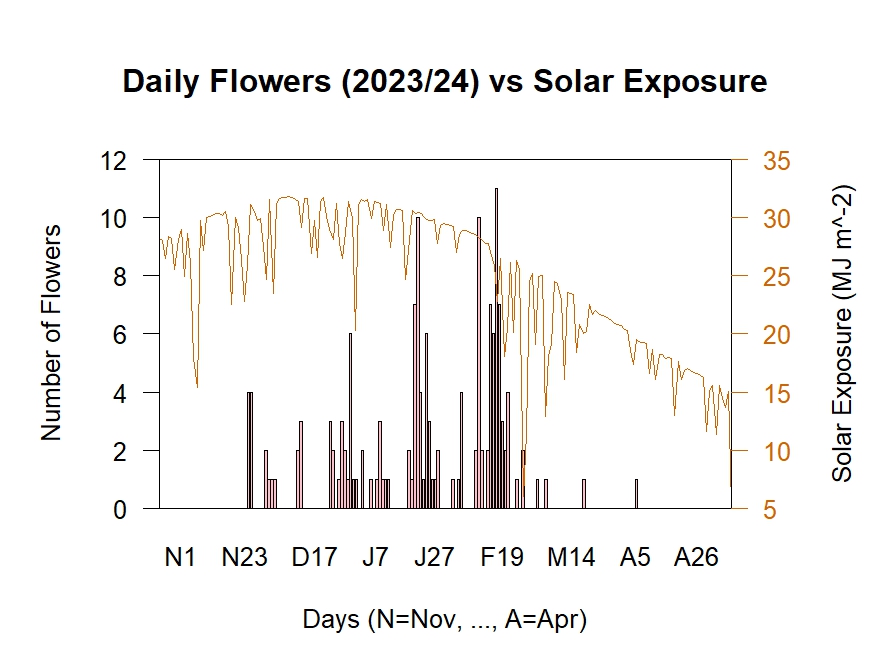 Daily Flowers (2023/24) vs Solar Exposure
12
10
8
6
4
2
0
Number of Flowers
35
30
25
20
15
10
5
Solar Exposure (MJ m^-2)
N1 N23 D17 J7 J27 F19 M14 A5 A26
Days (N=Nov, ..., A=Apr)